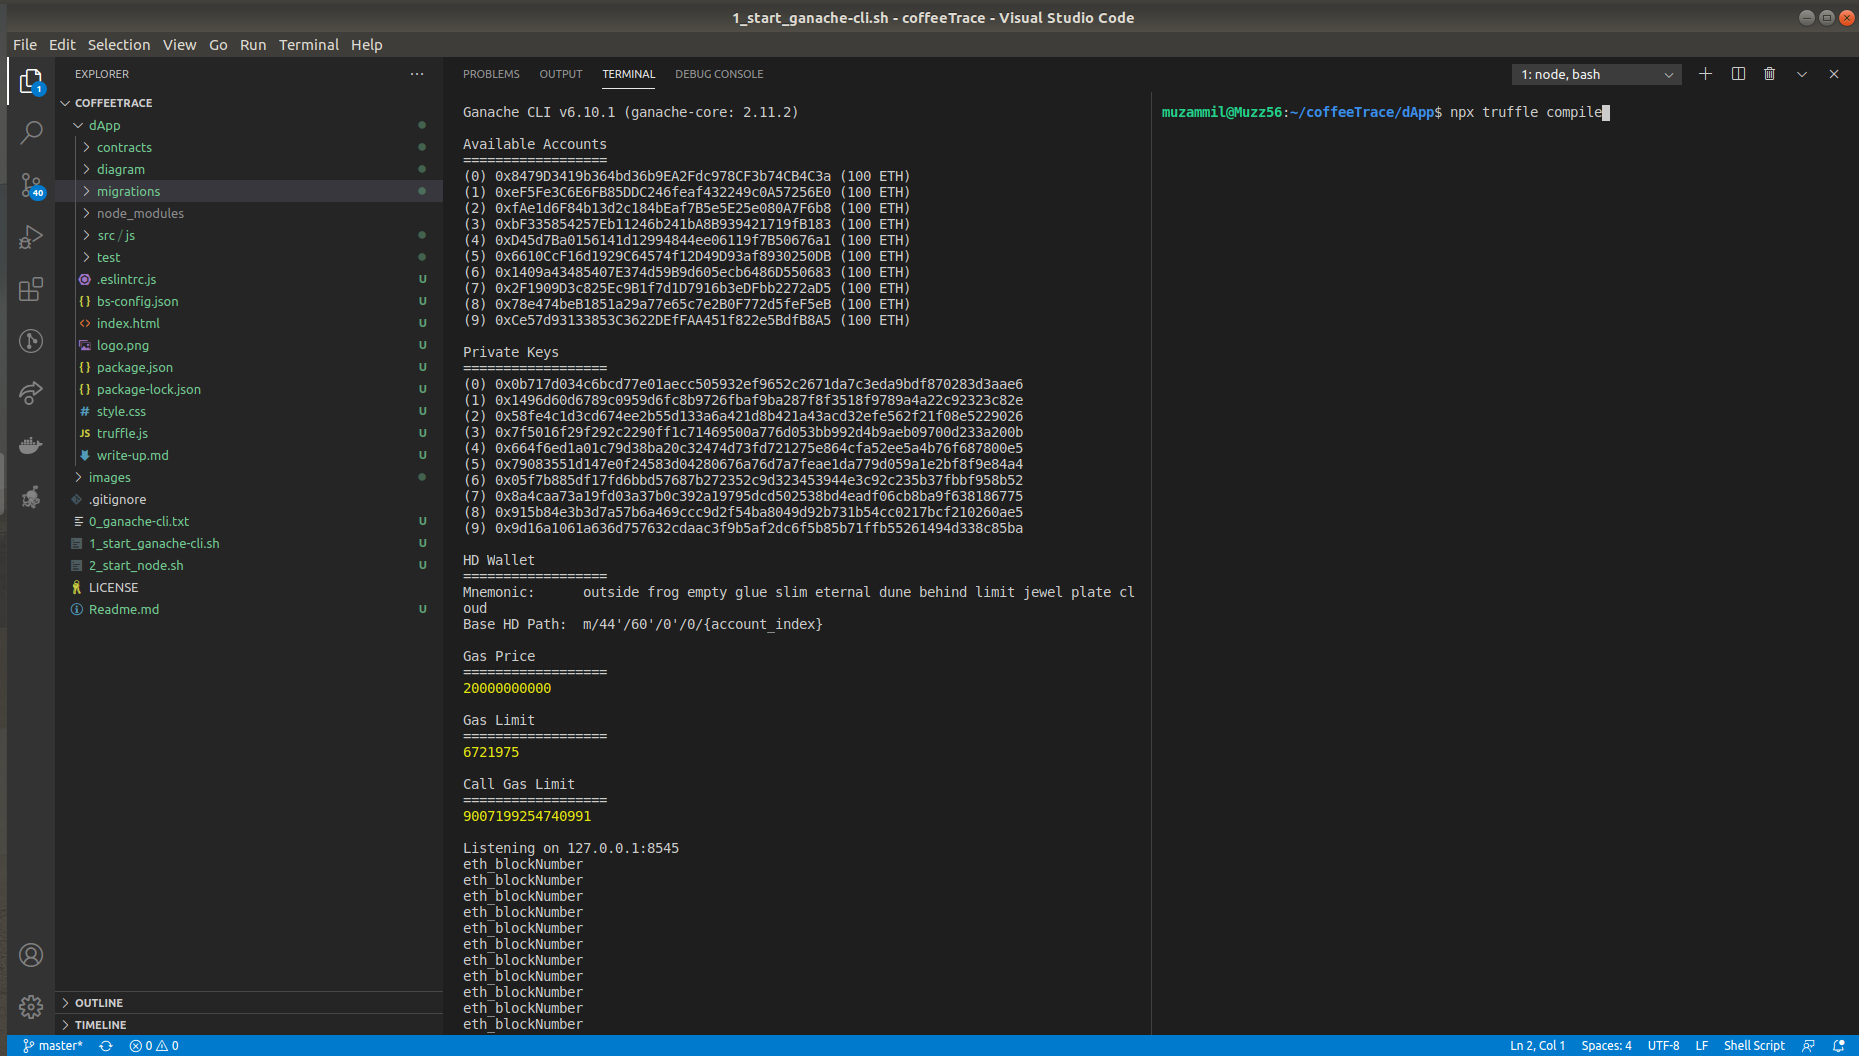 1_start_ganache-cli.sh - coffeeTrace - Visual Studio Code
File Edit Selection View Go Run Terminal Help
EXPLORER
1
40
COFFEETRACE
dApp
contracts
diagram
migrations
node_modules
src / js
test
.eslintrc.js U
bs-config.json U
index.html U
logo.png U
package.json U
package-lock.json U
style.css U
truffle.js U
write-up.md U
images
.gitignore
0_ganache-cli.txt U
1_start_ganache-cli.sh U
2_start_node.sh U
LICENSE
Readme.md U
OUTLINE
TIMELINE
PROBLEMS OUTPUT TERMINAL DEBUG CONSOLE
1: node, bash
Ganache CLI v6.10.1 (ganache-core: 2.11.2)
Available Accounts
==================
(0) 0x8479D3419b364bd36b9EA2Fdc978CF3b74CB4C3a (100 ETH)
(1) 0xeF5Fe3C6E6FB85DDC246feaf432249c0A57256E0 (100 ETH)
(2) 0xfAe1d6F84b13d2c184bEaf7B5e5E25e080A7F6b8 (100 ETH)
(3) 0xbF335854257Eb11246b241bA8B939421719fB183 (100 ETH)
(4) 0xD45d7Ba0156141d12994844ee06119f7B50676a1 (100 ETH)
(5) 0x6610CcF16d1929C64574f12D49D93af8930250DB (100 ETH)
(6) 0x1409a43485407E374d59B9d605ecb6486D550683 (100 ETH)
(7) 0x2F1909D3c825Ec9B1f7d1D7916b3eDFbb2272aD5 (100 ETH)
(8) 0x78e474beB1851a29a77e65c7e2B0F772d5feF5eB (100 ETH)
(9) 0xCe57d93133853C3622DEfFAA451f822e5BdfB8A5 (100 ETH)
Private Keys
==================
(0) 0x0b717d034c6bcd77e01aecc505932ef9652c2671da7c3eda9bdf870283d3aae6
(1) 0x1496d60d6789c0959d6fc8b9726fbaf9ba287f8f3518f9789a4a22c92323c82e
(2) 0x58fe4c1d3cd674ee2b55d133a6a421d8b421a43acd32efe562f21f08e5229026
(3) 0x7f5016f29f292c2290ff1c71469500a776d053bb992d4b9aeb09700d233a200b
(4) 0x664f6ed1a01c79d38ba20c32474d73fd721275e864cfa52ee5a4b76f687800e5
(5) 0x79083551d147e0f24583d04280676a76d7a7feae1da779d059a1e2bf8f9e84a4
(6) 0x05f7b885df17fd6bbd57687b272352c9d323453944e3c92c235b37fbbf958b52
(7) 0x8a4caa73a19fd03a37b0c392a19795dcd502538bd4eadf06cb8ba9f638186775
(8) 0x915b84e3b3d7a57b6a469ccc9d2f54ba8049d92b731b54cc0217bcf210260ae5
(9) 0x9d16a1061a636d757632cdaac3f9b5af2dc6f5b85b71ffb55261494d338c85ba
HD Wallet
==================
Mnemonic:      outside frog empty glue slim eternal dune behind limit jewel plate cl
oud
Base HD Path:  m/44'/60'/0'/0/{account_index}
Gas Price
==================
20000000000
Gas Limit
==================
6721975
Call Gas Limit
==================
9007199254740991
Listening on 127.0.0.1:8545
eth_blockNumber
eth_blockNumber
eth_blockNumber
eth_blockNumber
eth_blockNumber
eth_blockNumber
eth_blockNumber
eth_blockNumber
eth_blockNumber
eth_blockNumber
eth_blockNumber
muzammil@Muzz56:~/coffeeTrace/dApp$ npx truffle compile
master* 0 0 Ln 2, Col 1 Spaces: 4 UTF-8 LF Shell Script